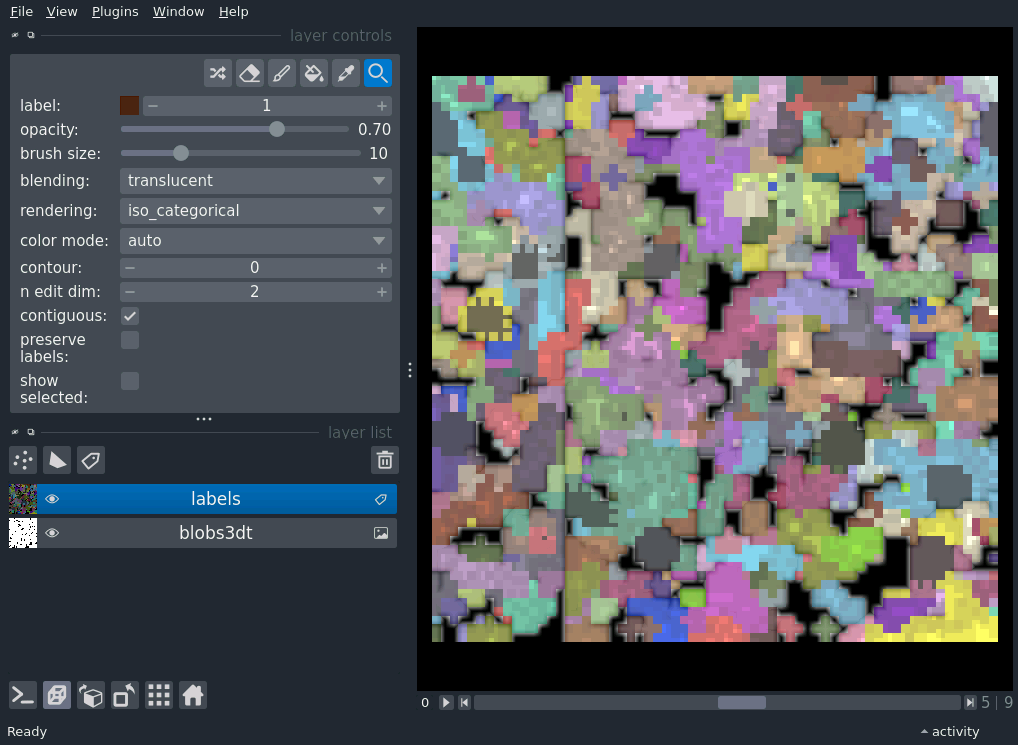 File View Plugins Window Help
layer controls
label: 1
opacity: 0.70
brush size: 10
blending: translucent
rendering: iso_categorical
color mode: auto
contour: 0
n edit dim: 2
contiguous:
preserve
labels:
show
selected:
layer list
labels
blobs3dt
0 5 | 9
Ready activity